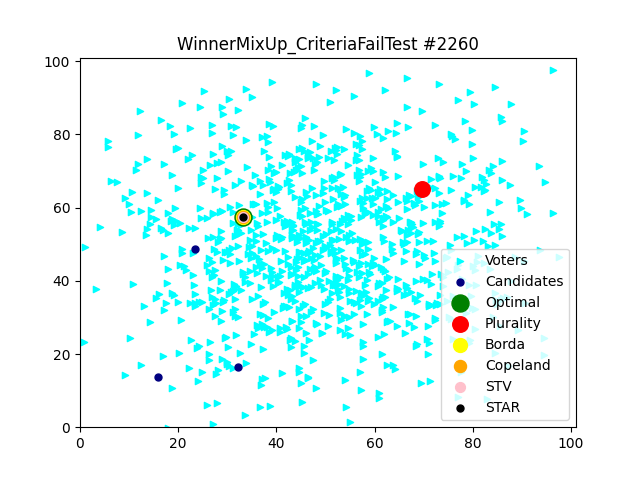 WinnerMixUp_CriteriaFailTest #2260
100
80
60
40
20
0
0 20 40 60 80 100
Voters
Candidates
Optimal
Plurality
Borda
Copeland
STV
STAR